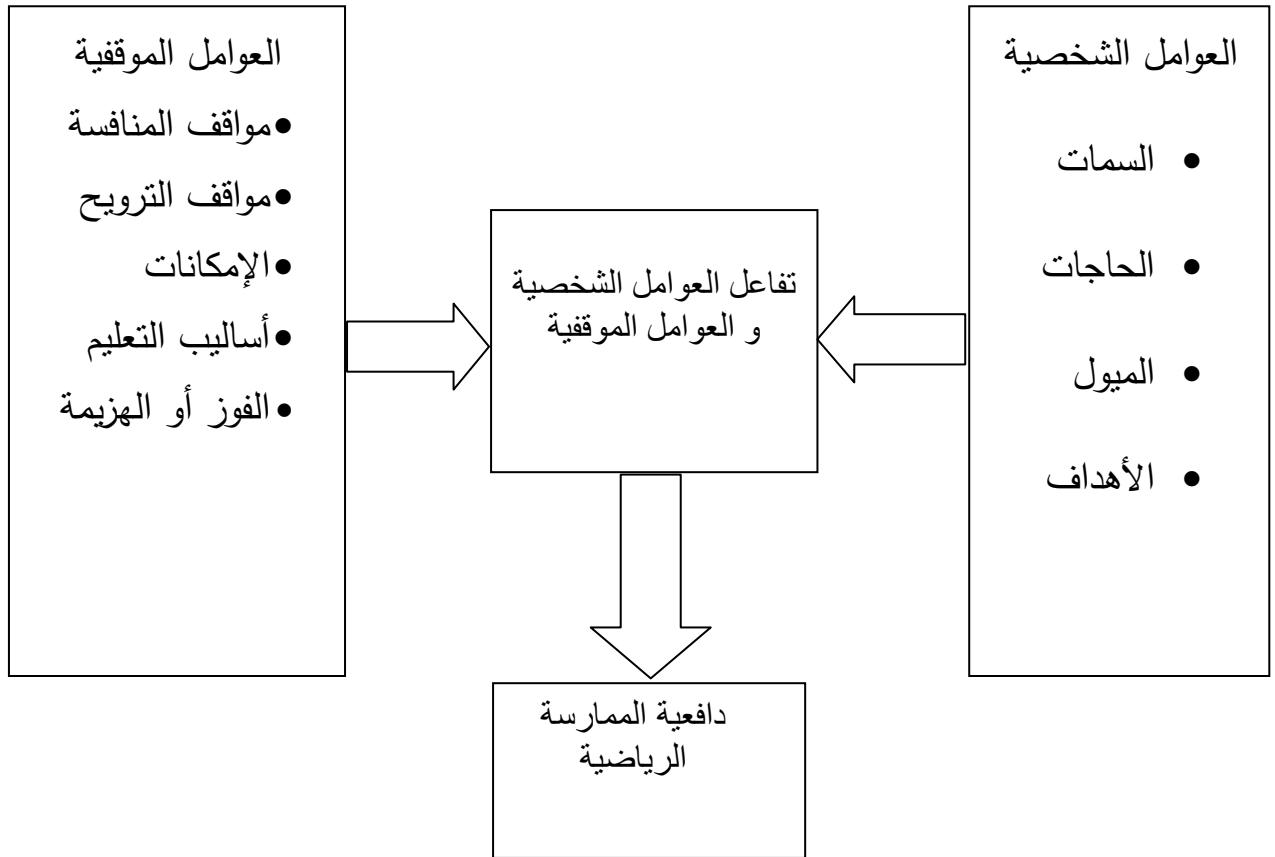 العوامل الشخصية
• السمات
• الحاجات
• الميول
• الأهداف
العوامل الموقفية
•مواقف المنافسة
•مواقف الترويح
•الإمكانات
•أساليب التعليم
•الفوز أو الهزيمة
تفاعل العوامل الشخصية
و العوامل الموقفية
دافعية الممارسة
الرياضية